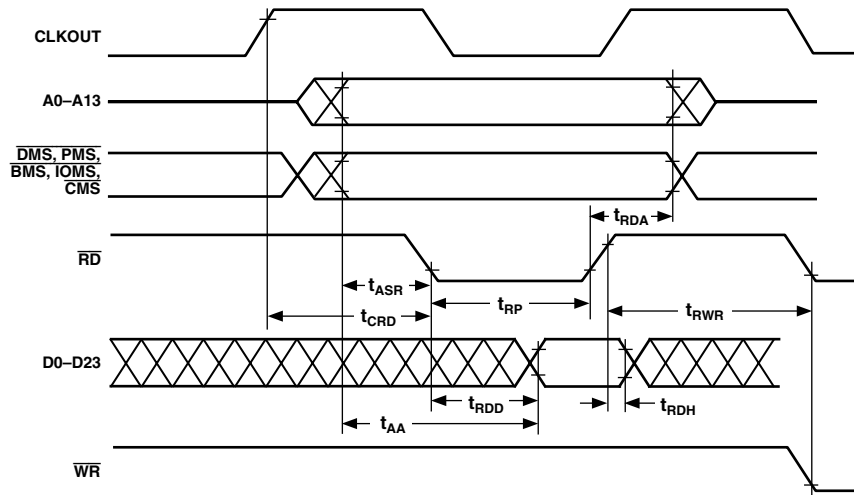 CLKOUT
A0–A13
DMS, PMS,
BMS, IOMS,
CMS
tRDA
RD
tASR
tRP
tCRD
tRWR
D0–D23
tRDD
tRDH
tAA
WR